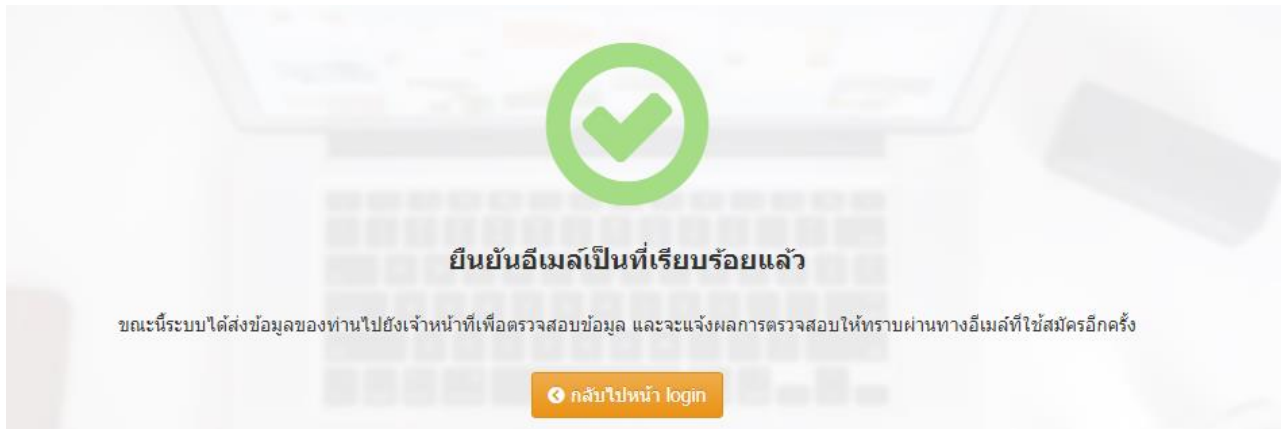 ยืนยันอีเมล์เป็นที่เรียบร้อยแล้ว
ขณะนี้ระบบได้ส่งข้อมูลของท่านไปยังเจ้าหน้าที่เพื่อตรวจสอบข้อมูล และจะแจ้งผลการตรวจสอบให้ทราบผ่านทางอีเมล์ที่ใช้สมัครอีกครั้ง
กลับไปหน้า login